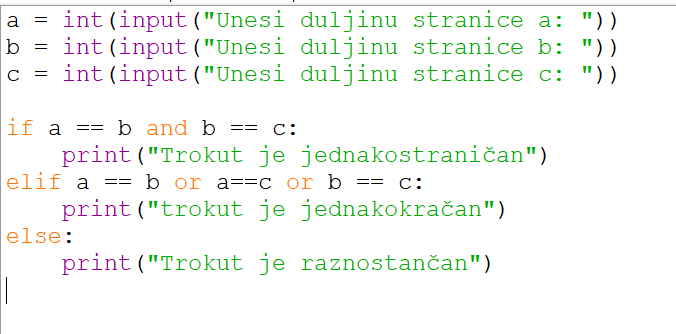 a = int(input("Unesi duljinu stranice a: "))
b = int(input("Unesi duljinu stranice b: "))
c = int(input("Unesi duljinu stranice c: "))
if a == b and b == c:
    print("Trokut je jednakostraničan")
elif a == b or a==c or b == c:
    print("trokut je jednakokračan")
else:
    print("Trokut je raznostančan")